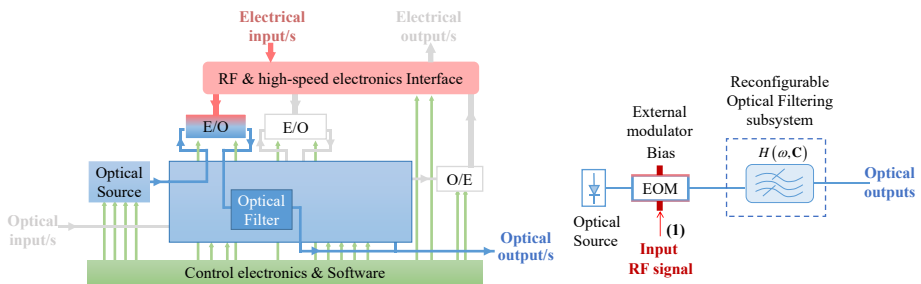 Electrical
input/s
Electrical
output/s
RF & high-speed electronics Interface
E/O
E/O
Optical
Source
O/E
Optical
Filter
Optical
input/s
Optical
output/s
Control electronics & Software
Reconfigurable
Optical Filtering
subsystem
External
modulator
Bias
H(ω,C)
EOM
Optical
outputs
Optical
Source
(1)
Input
RF signal